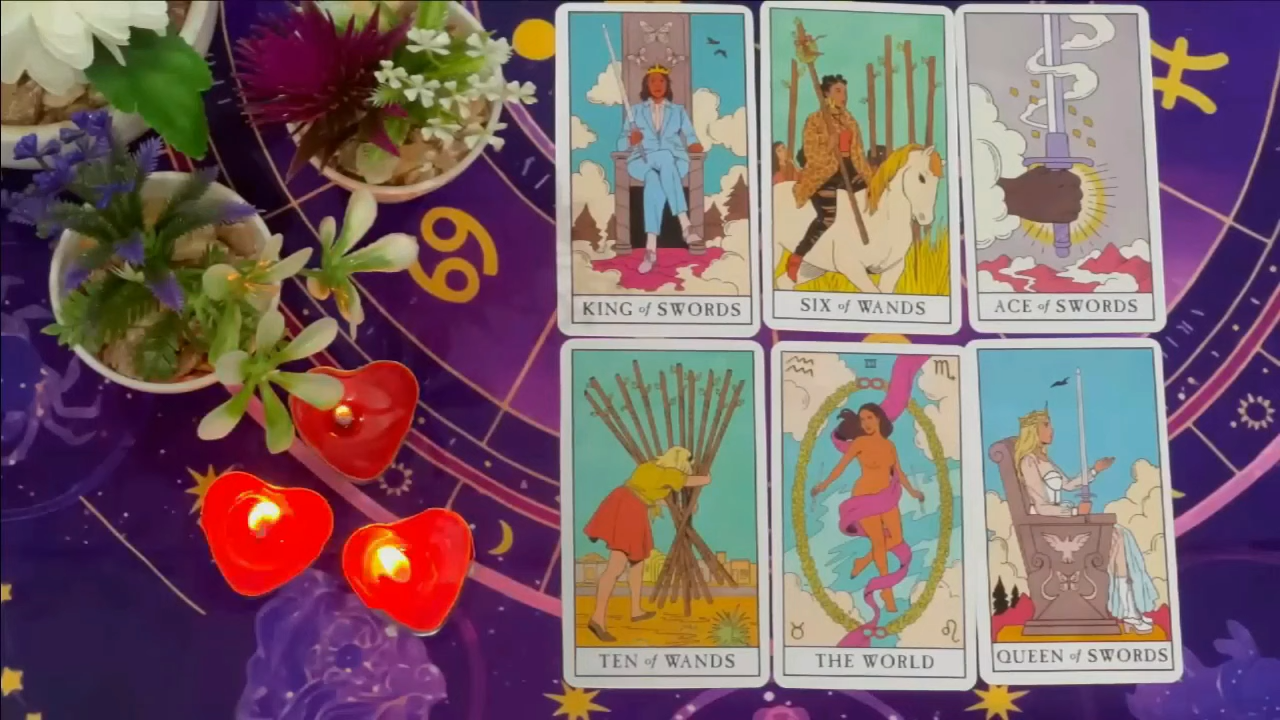 KING of SWORDS
SIX of WANDS
ACE of SWORDS
TEN of WANDS
THE WORLD
QUEEN of SWORDS